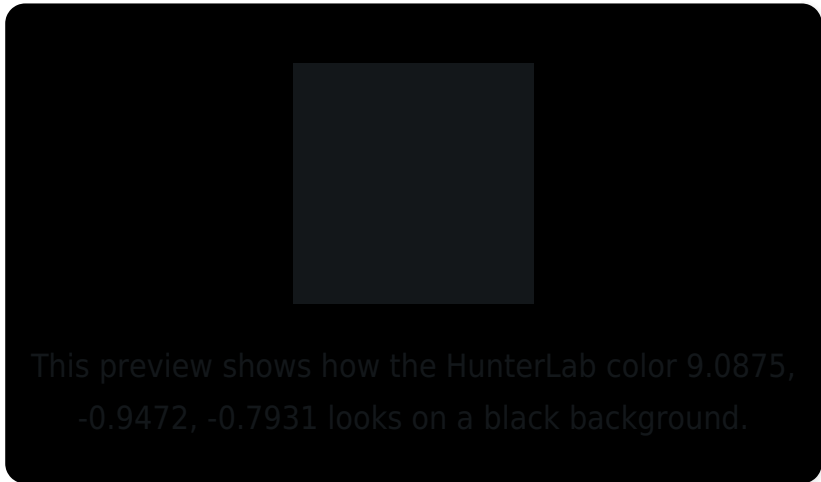 This preview shows how the HunterLab color 9.0875,
-0.9472, -0.7931 looks on a black background.